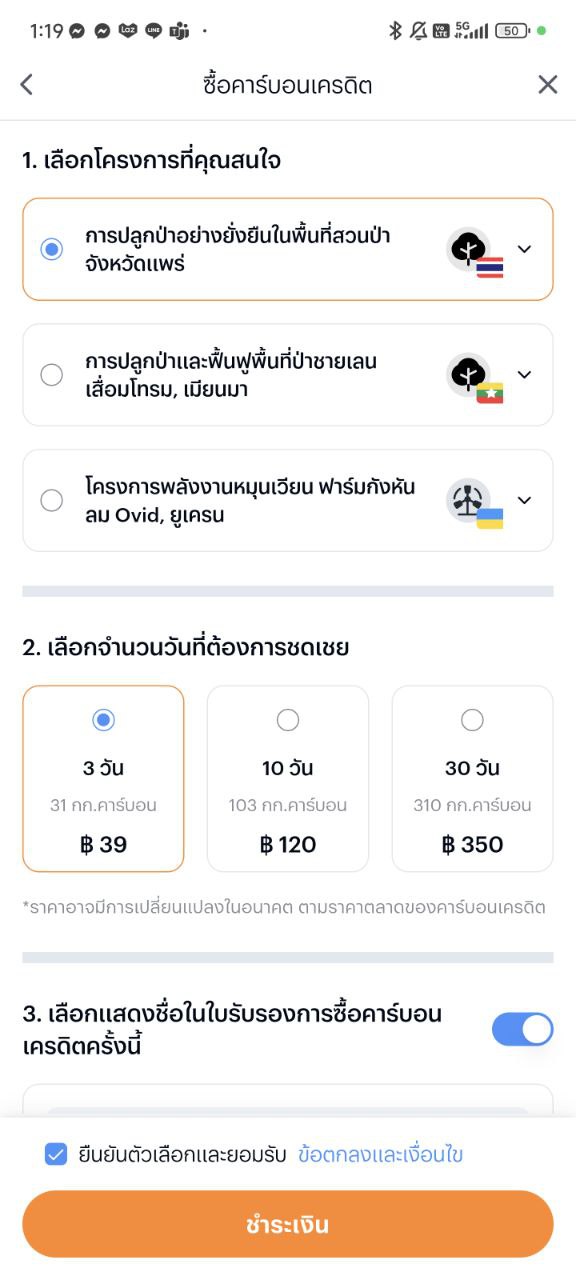 1:19
5G
50
ซื้อคาร์บอนเครดิต
1. เลือกโครงการที่คุณสนใจ
การปลูกป่าอย่างยั่งยืนในพื้นที่สวนป่า
จังหวัดแพร่
การปลูกป่าและฟื้นฟูพื้นที่ป่าชายเลน
เสื่อมโทรม, เมียนมา
โครงการพลังงานหมุนเวียน ฟาร์มกังหัน
ลม Ovid, ยูเครน
2. เลือกจำนวนวันที่ต้องการชดเชย
3 วัน
31 กก.คาร์บอน
฿ 39
10 วัน
103 กก.คาร์บอน
฿ 120
30 วัน
310 กก.คาร์บอน
฿ 350
*ราคาอาจมีการเปลี่ยนแปลงในอนาคต ตามราคาตลาดของคาร์บอนเครดิต
3. เลือกแสดงชื่อในใบรับรองการซื้อคาร์บอน
เครดิตครั้งนี้
ยืนยันตัวเลือกและยอมรับ ข้อตกลงและเงื่อนไข
ชำระเงิน